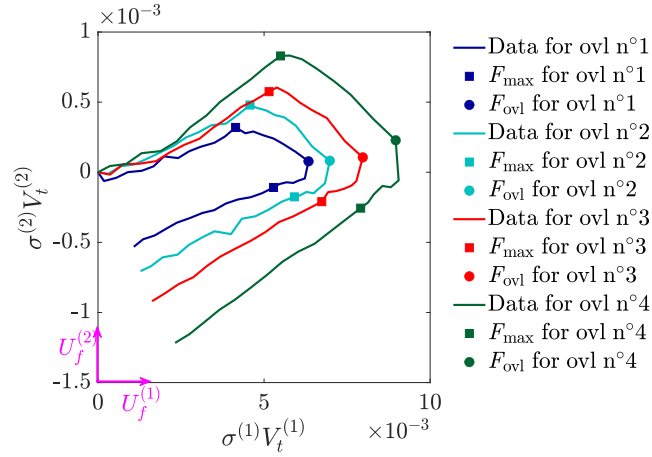 ×10⁻³
1
0.5
0
-0.5
-1
-1.5
σ⁽²⁾V_t⁽²⁾
U_f⁽²⁾
U_f⁽¹⁾
0
5
10
σ⁽¹⁾V_t⁽¹⁾
×10⁻³
Data for ovl n°1
F_max for ovl n°1
F_ovl for ovl n°1
Data for ovl n°2
F_max for ovl n°2
F_ovl for ovl n°2
Data for ovl n°3
F_max for ovl n°3
F_ovl for ovl n°3
Data for ovl n°4
F_max for ovl n°4
F_ovl for ovl n°4